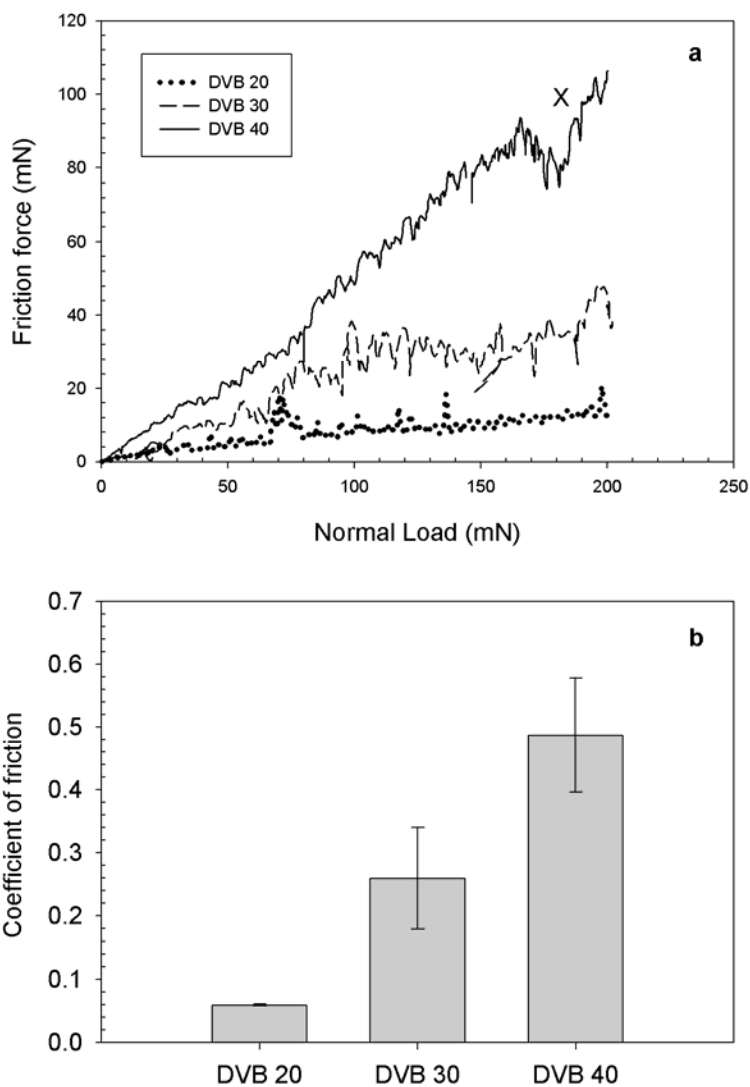 120
a
DVB 20
DVB 30
DVB 40
X
100
80
60
40
20
0
Friction force (mN)
0 50 100 150 200 250
Normal Load (mN)
0.7
b
0.6
0.5
0.4
0.3
0.2
0.1
0.0
Coefficient of friction
DVB 20 DVB 30 DVB 40